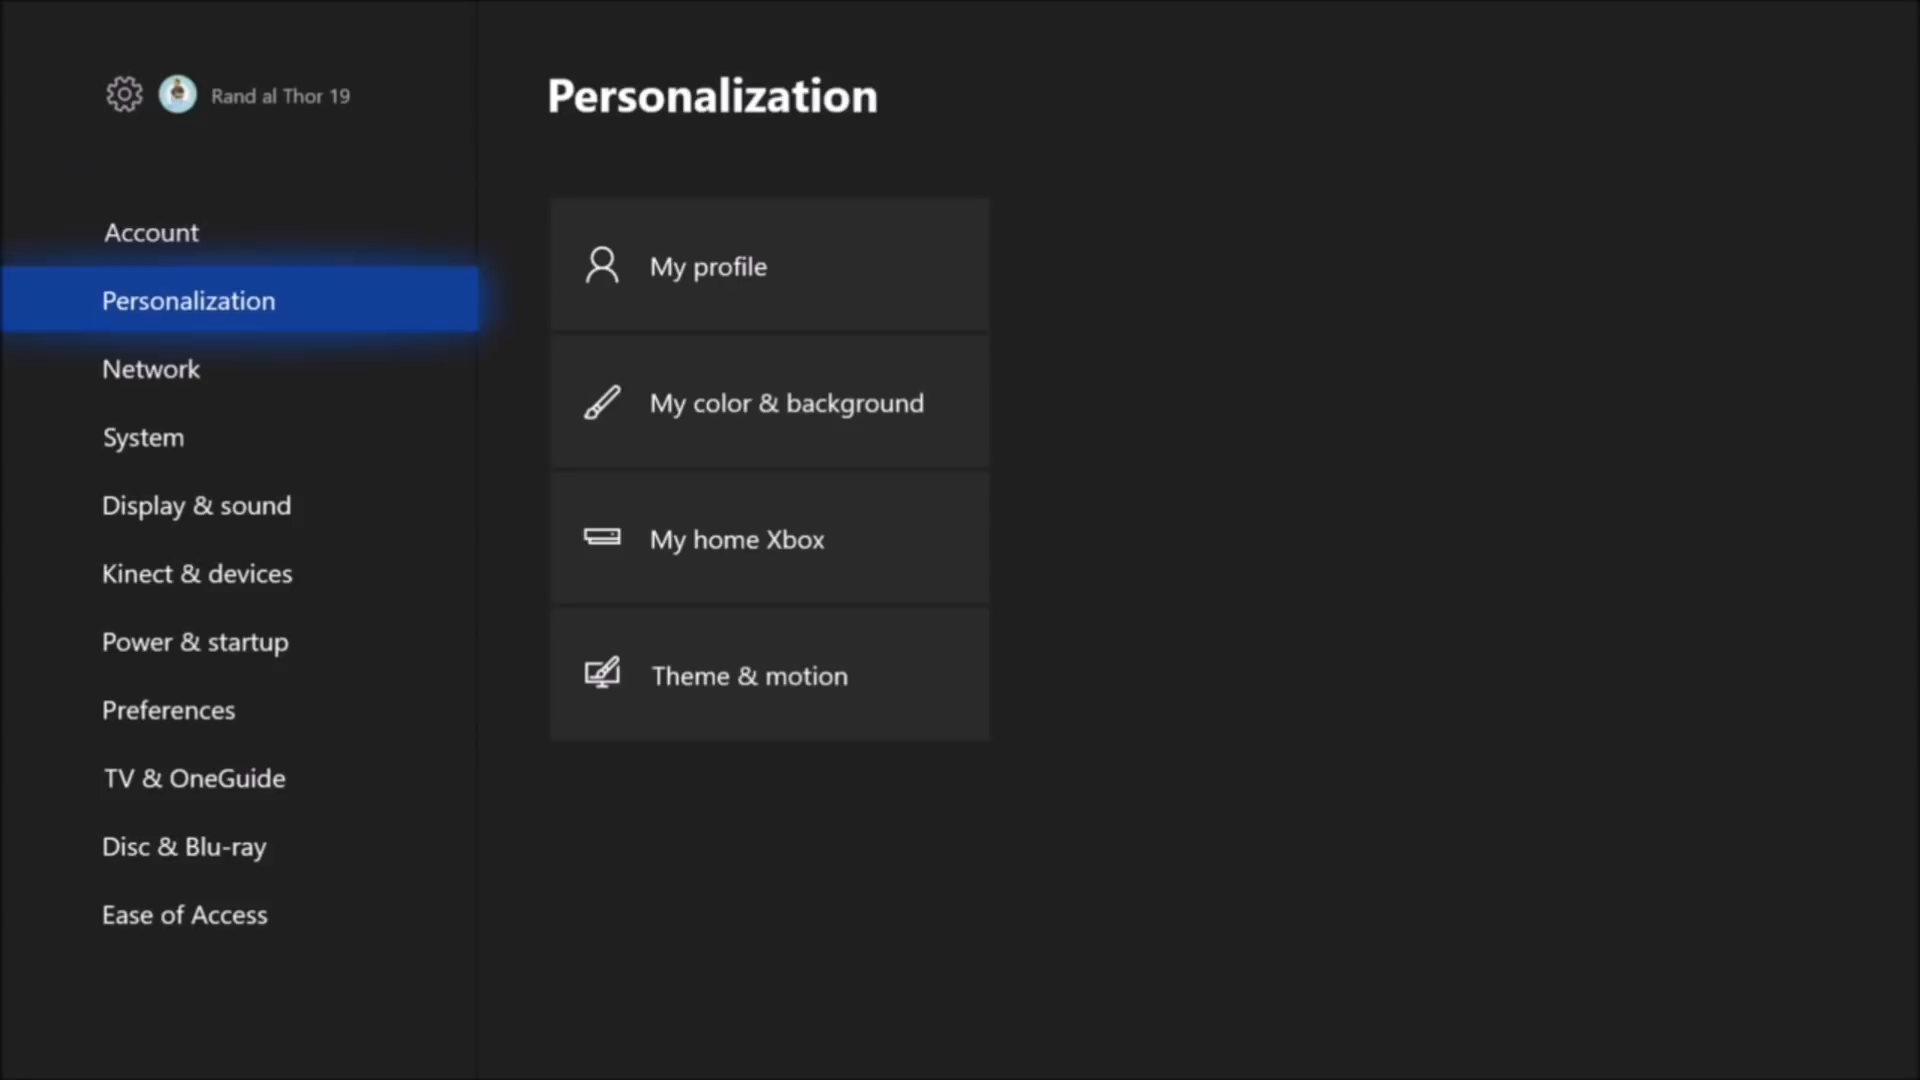 Rand al Thor 19
Account
Personalization
Network
System
Display & sound
Kinect & devices
Power & startup
Preferences
TV & OneGuide
Disc & Blu-ray
Ease of Access
Personalization
My profile
My color & background
My home Xbox
Theme & motion